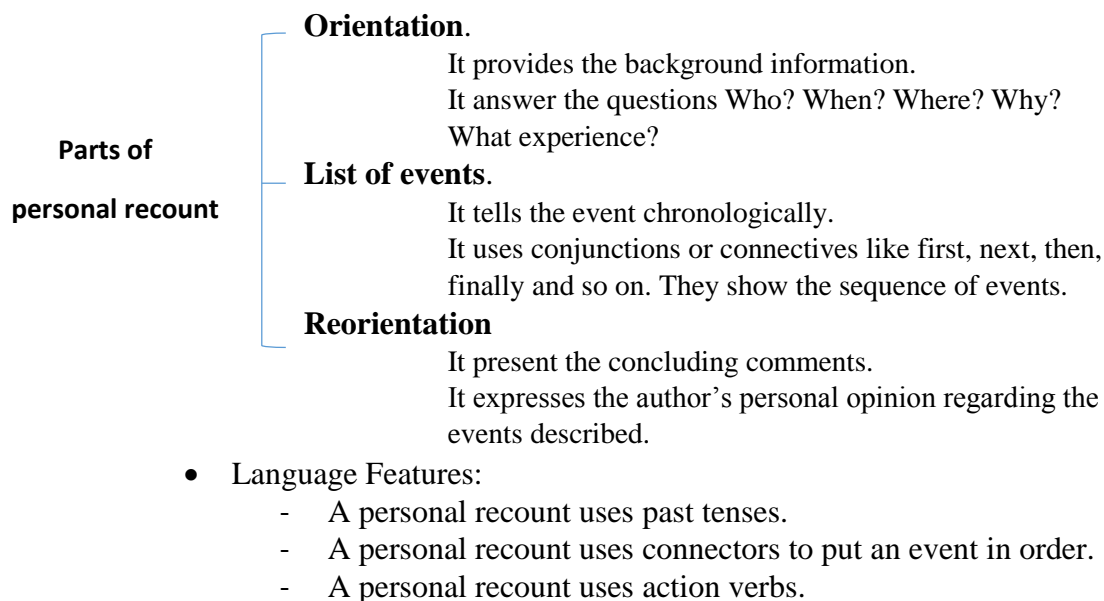 Orientation.
It provides the background information.
It answer the questions Who? When? Where? Why?
What experience?
Parts of
personal recount
List of events.
It tells the event chronologically.
It uses conjunctions or connectives like first, next, then,
finally and so on. They show the sequence of events.
Reorientation
It present the concluding comments.
It expresses the author’s personal opinion regarding the
events described.
• Language Features:
- A personal recount uses past tenses.
- A personal recount uses connectors to put an event in order.
- A personal recount uses action verbs.